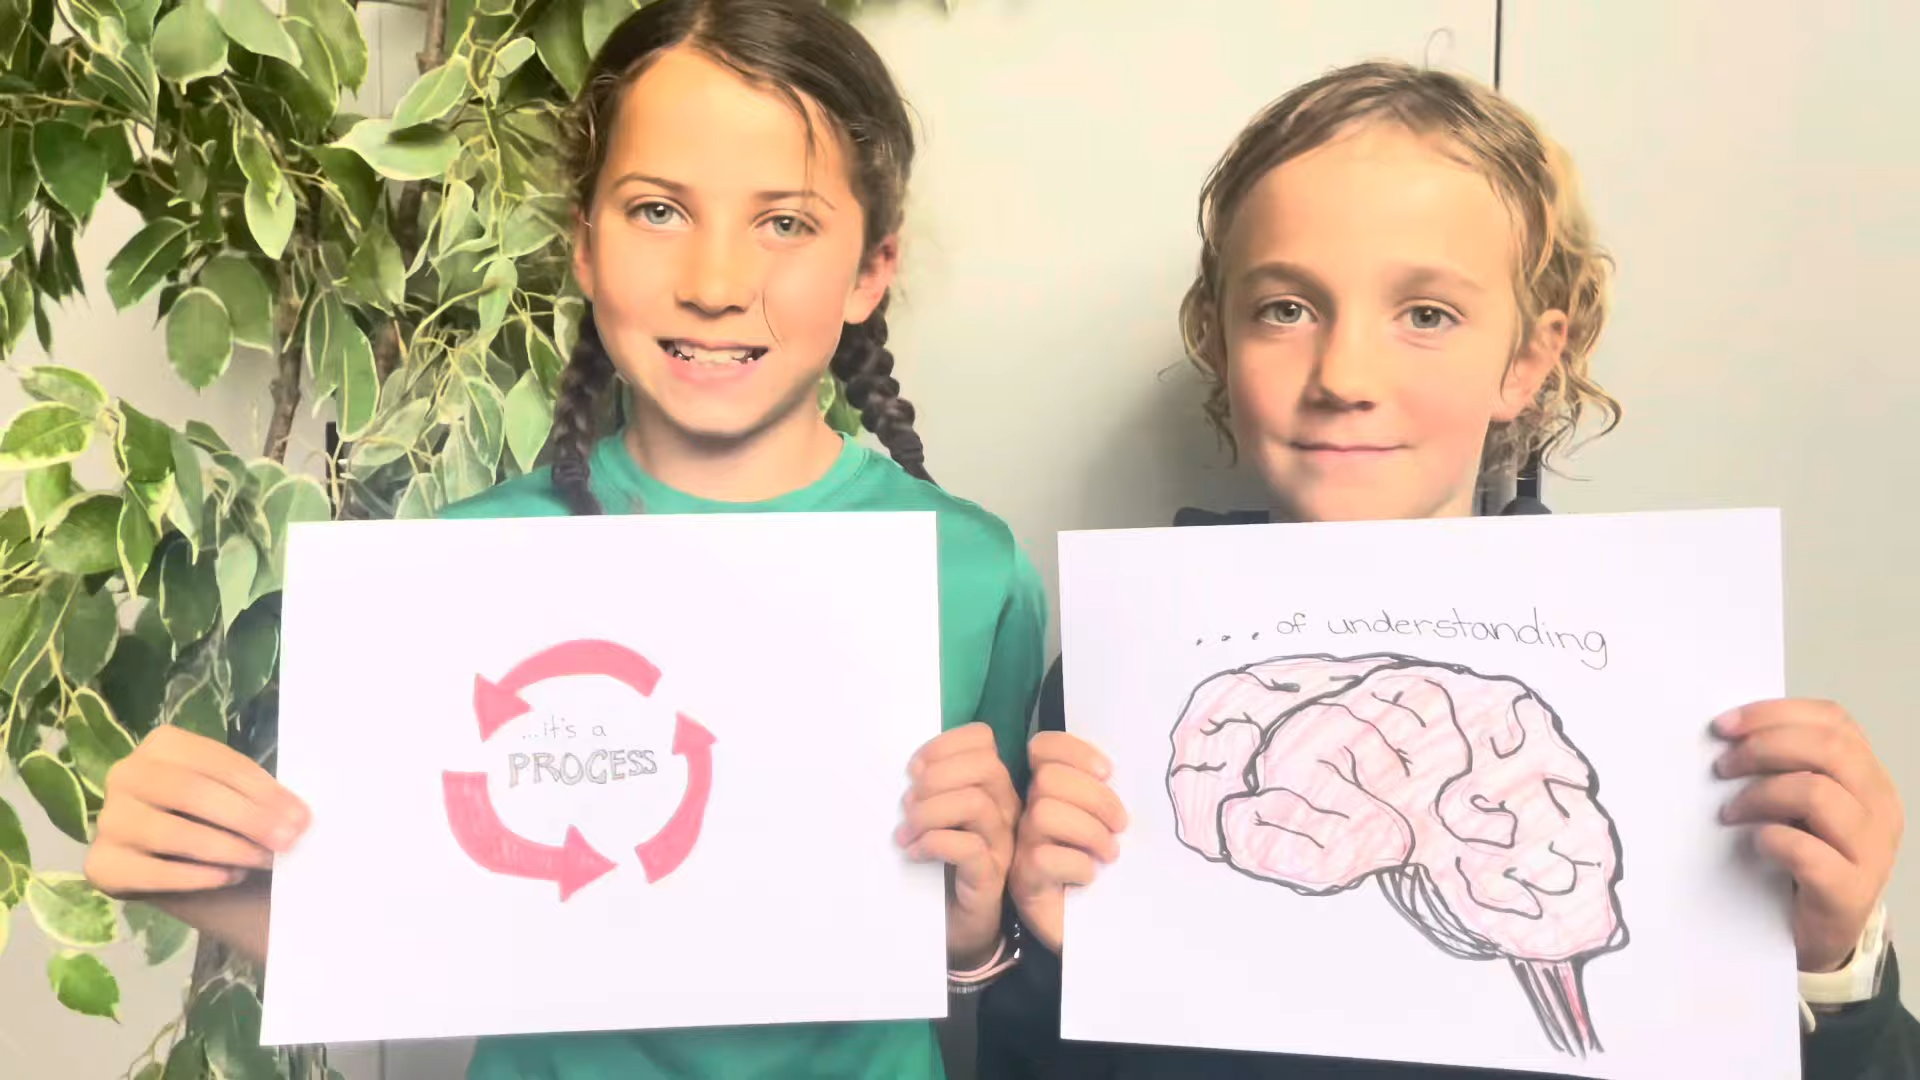 ...it's a
PROCESS
... of understanding